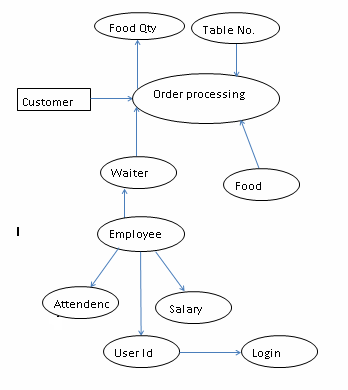 Food Qty
Table No.
Order processing
Customer
Waiter
Food
Employee
Attendenc
Salary
User Id
Login